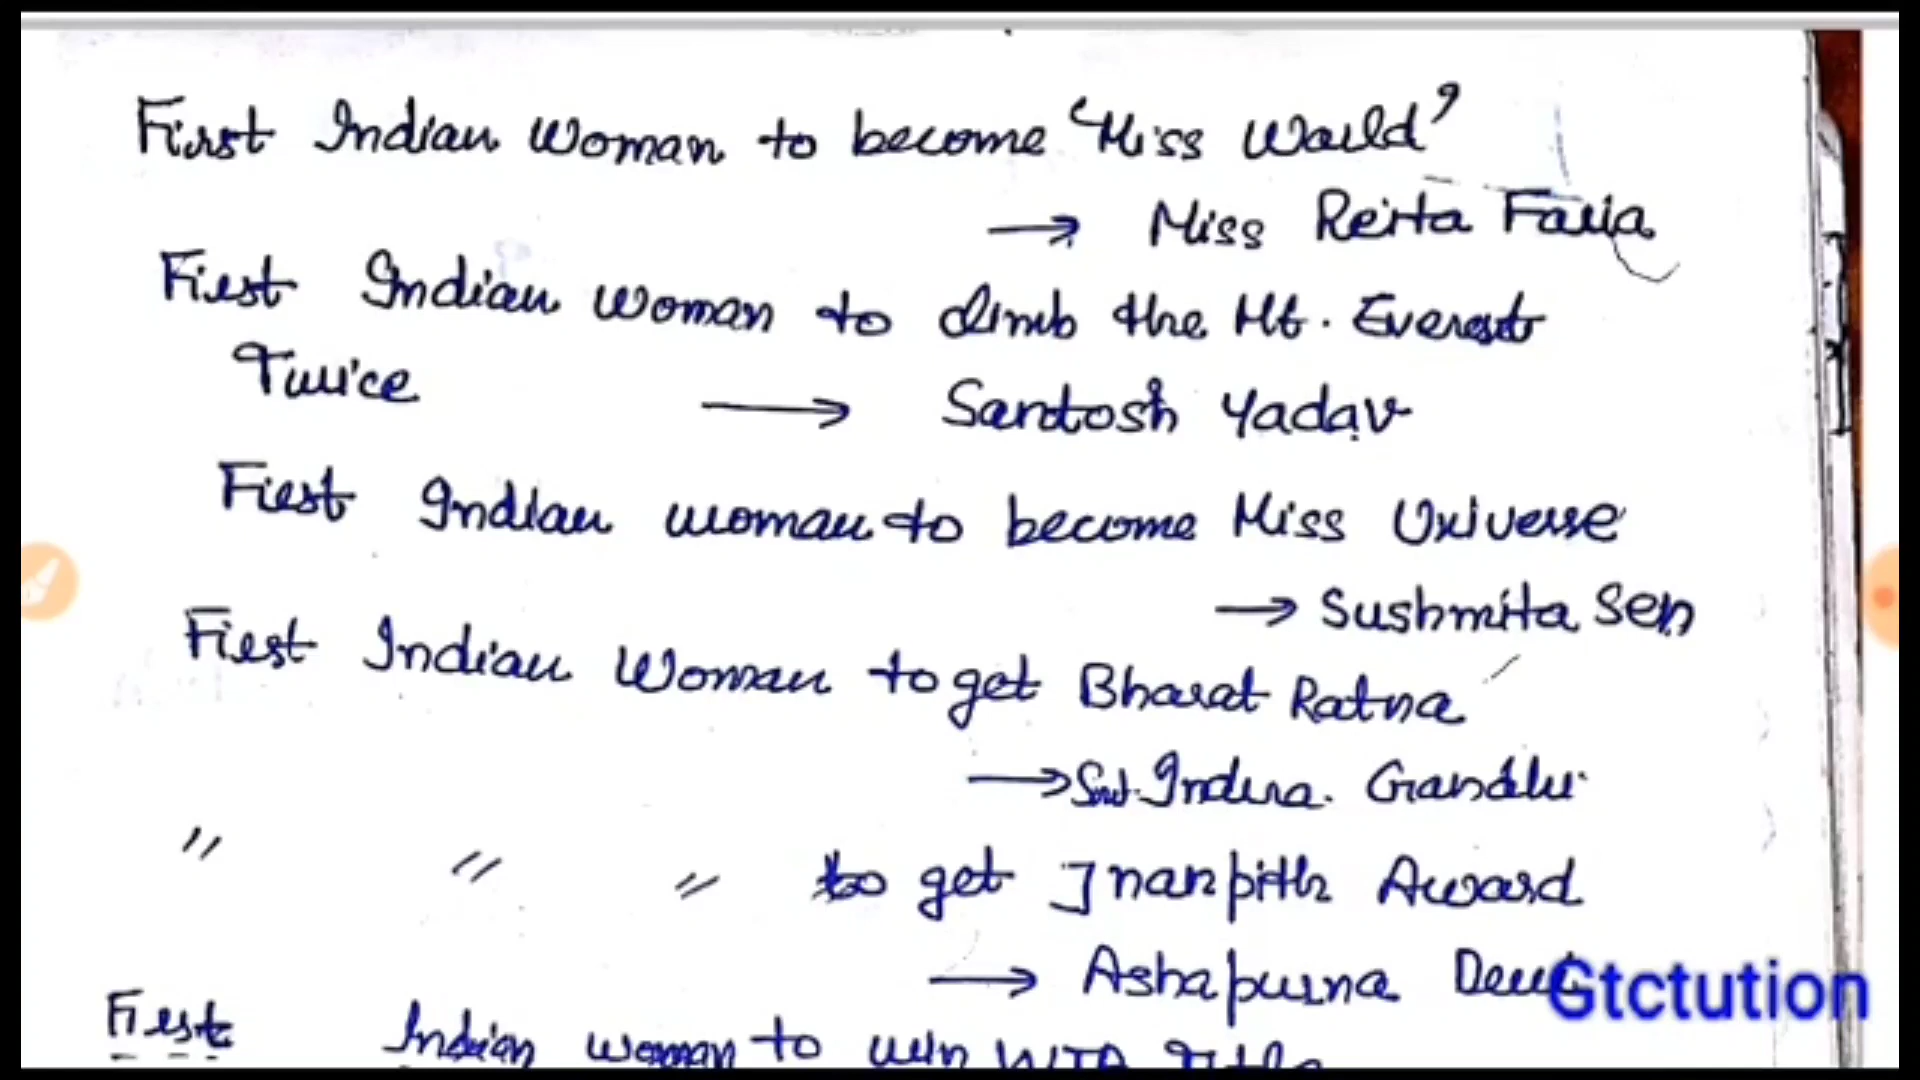 First Indian Woman to become "Miss World"
→ Miss Reita Faria
First Indian Woman to climb the Mt. Everest
Twice → Santosh Yadav
First Indian woman to become Miss Universe
→ Sushmita Sen
First Indian Woman to get Bharat Ratna
→ Smt. Indira Gandhi
" " " to get Jnanpith Award
→ Ashapurna Devi
Gtctution
First Indian woman to win WTA Title